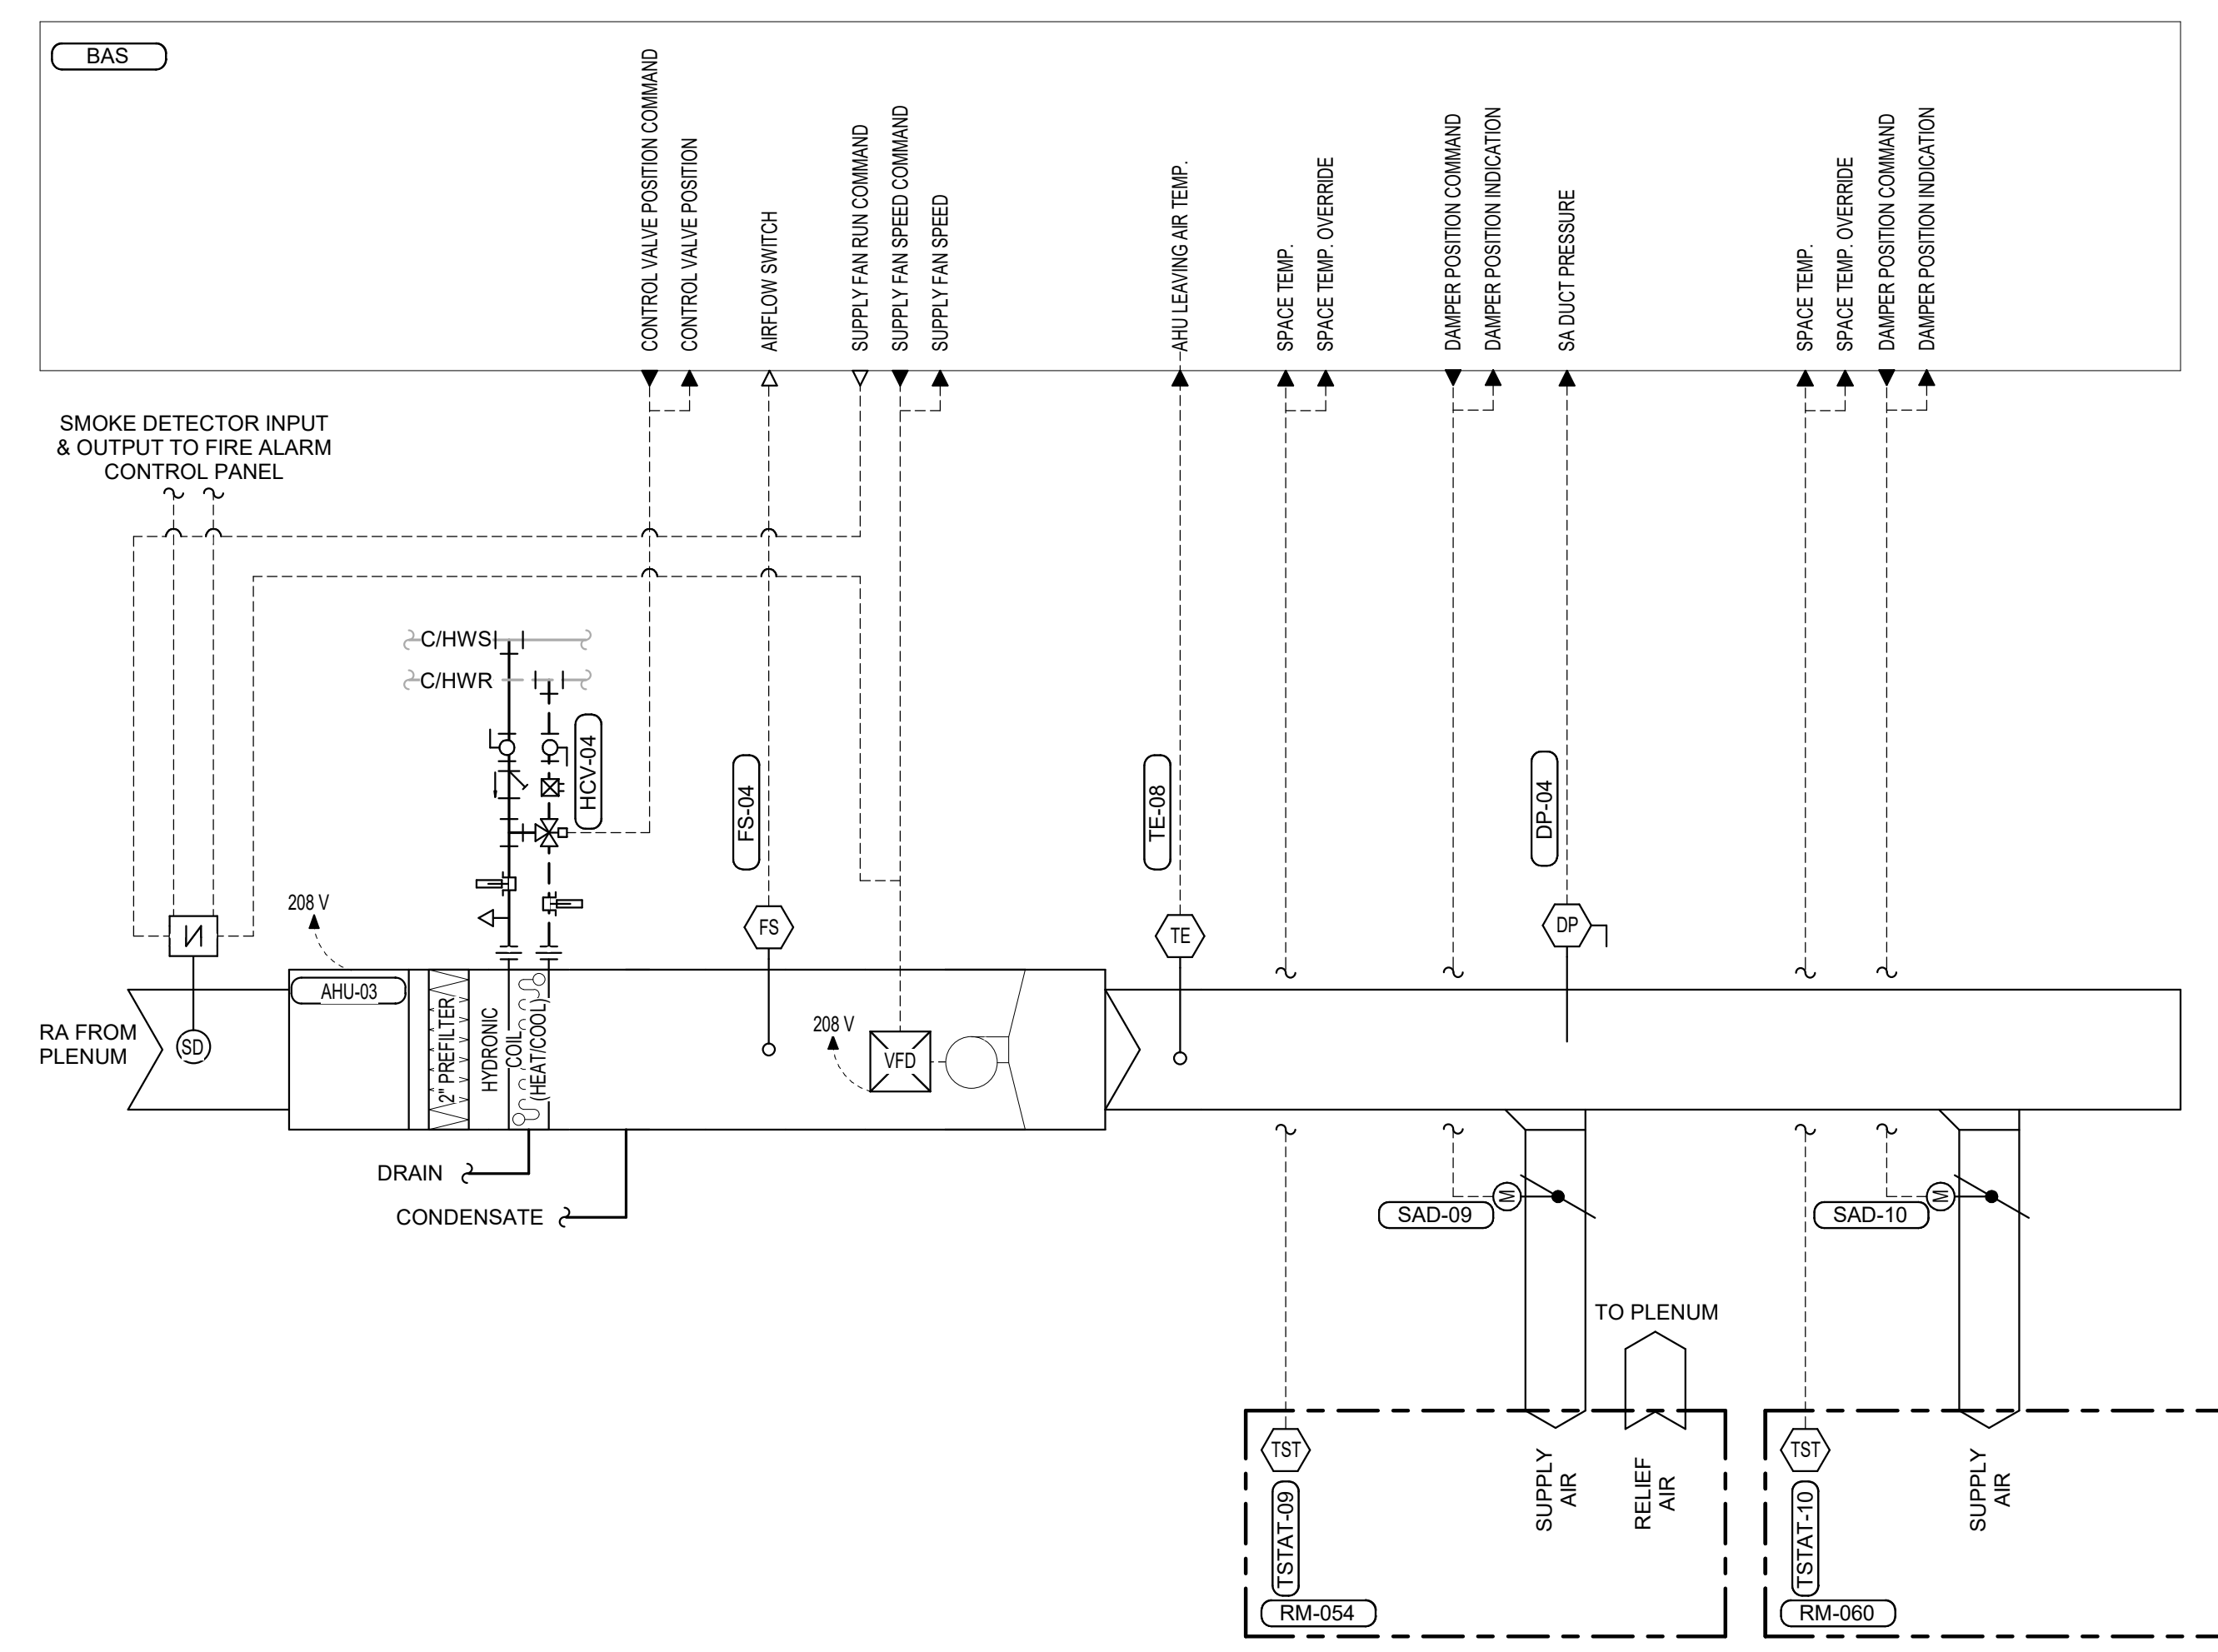 BAS
CONTROL VALVE POSITION COMMAND
CONTROL VALVE POSITION
AIRFLOW SWITCH
SUPPLY FAN RUN COMMAND
SUPPLY FAN SPEED COMMAND
SUPPLY FAN SPEED
AHU LEAVING AIR TEMP.
SPACE TEMP.
SPACE TEMP. OVERRIDE
DAMPER POSITION COMMAND
DAMPER POSITION INDICATION
SA DUCT PRESSURE
SPACE TEMP.
SPACE TEMP. OVERRIDE
DAMPER POSITION COMMAND
DAMPER POSITION INDICATION
SMOKE DETECTOR INPUT
& OUTPUT TO FIRE ALARM
CONTROL PANEL
C/HWS
C/HWR
HCV-04
FS-04
TE-08
DP-04
208 V
FS
TE
DP
AHU-03
RA FROM
PLENUM
SD
2" PREFILTER
HYDRONIC
COIL
(HEAT/COOL)
208 V
VFD
DRAIN
CONDENSATE
M
SAD-09
M
SAD-10
TO PLENUM
TST
TSTAT-09
RM-054
SUPPLY
AIR
RELIEF
AIR
TST
TSTAT-10
RM-060
SUPPLY
AIR